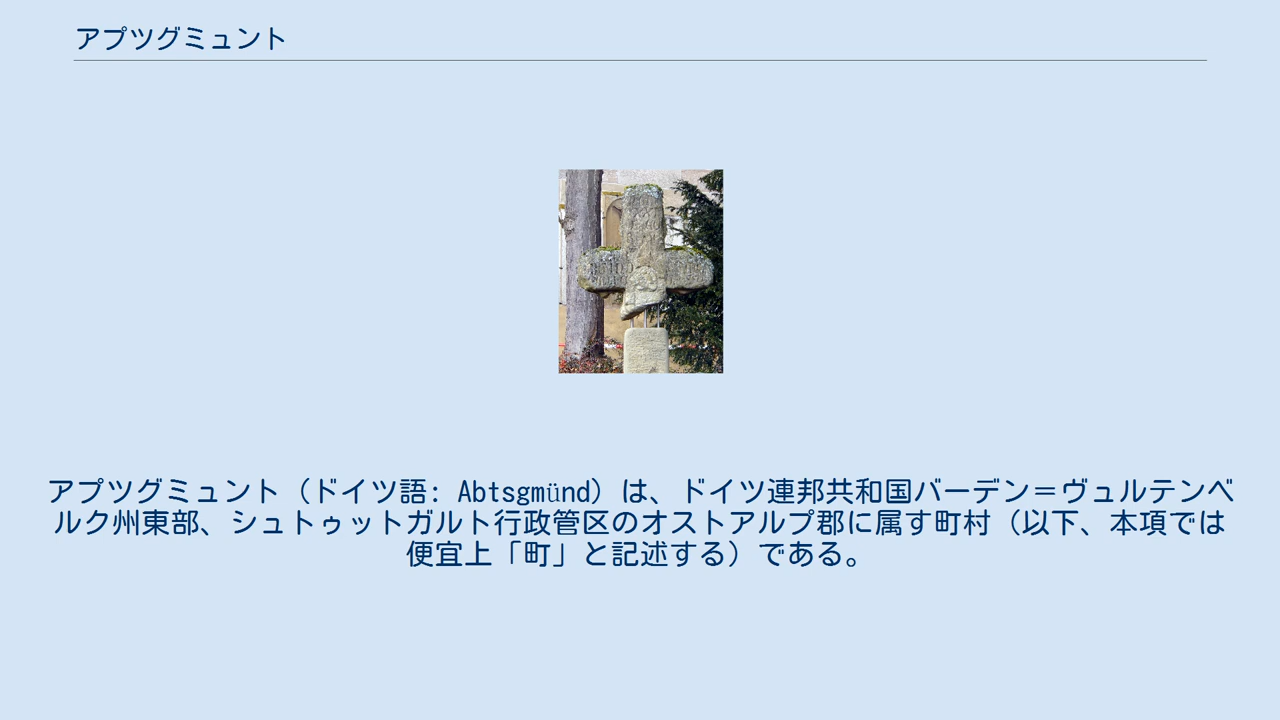 アプツグミュント
アプツグミュント（ドイツ語: Abtsgmünd）は、ドイツ連邦共和国バーデン＝ヴュルテンベ
ルク州東部、シュトゥットガルト行政管区のオストアルプ郡に属す町村（以下、本項では
便宜上「町」と記述する）である。